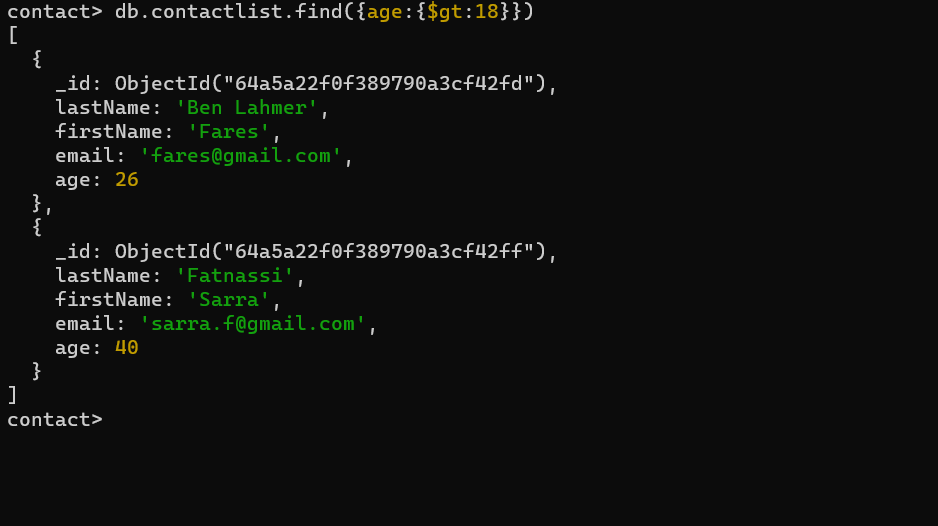 contact> db.contactlist.find({age:{$gt:18}})
[
  {
    _id: ObjectId("64a5a22f0f389790a3cf42fd"),
    lastName: 'Ben Lahmer',
    firstName: 'Fares',
    email: 'fares@gmail.com',
    age: 26
  },
  {
    _id: ObjectId("64a5a22f0f389790a3cf42ff"),
    lastName: 'Fatnassi',
    firstName: 'Sarra',
    email: 'sarra.f@gmail.com',
    age: 40
  }
]
contact>